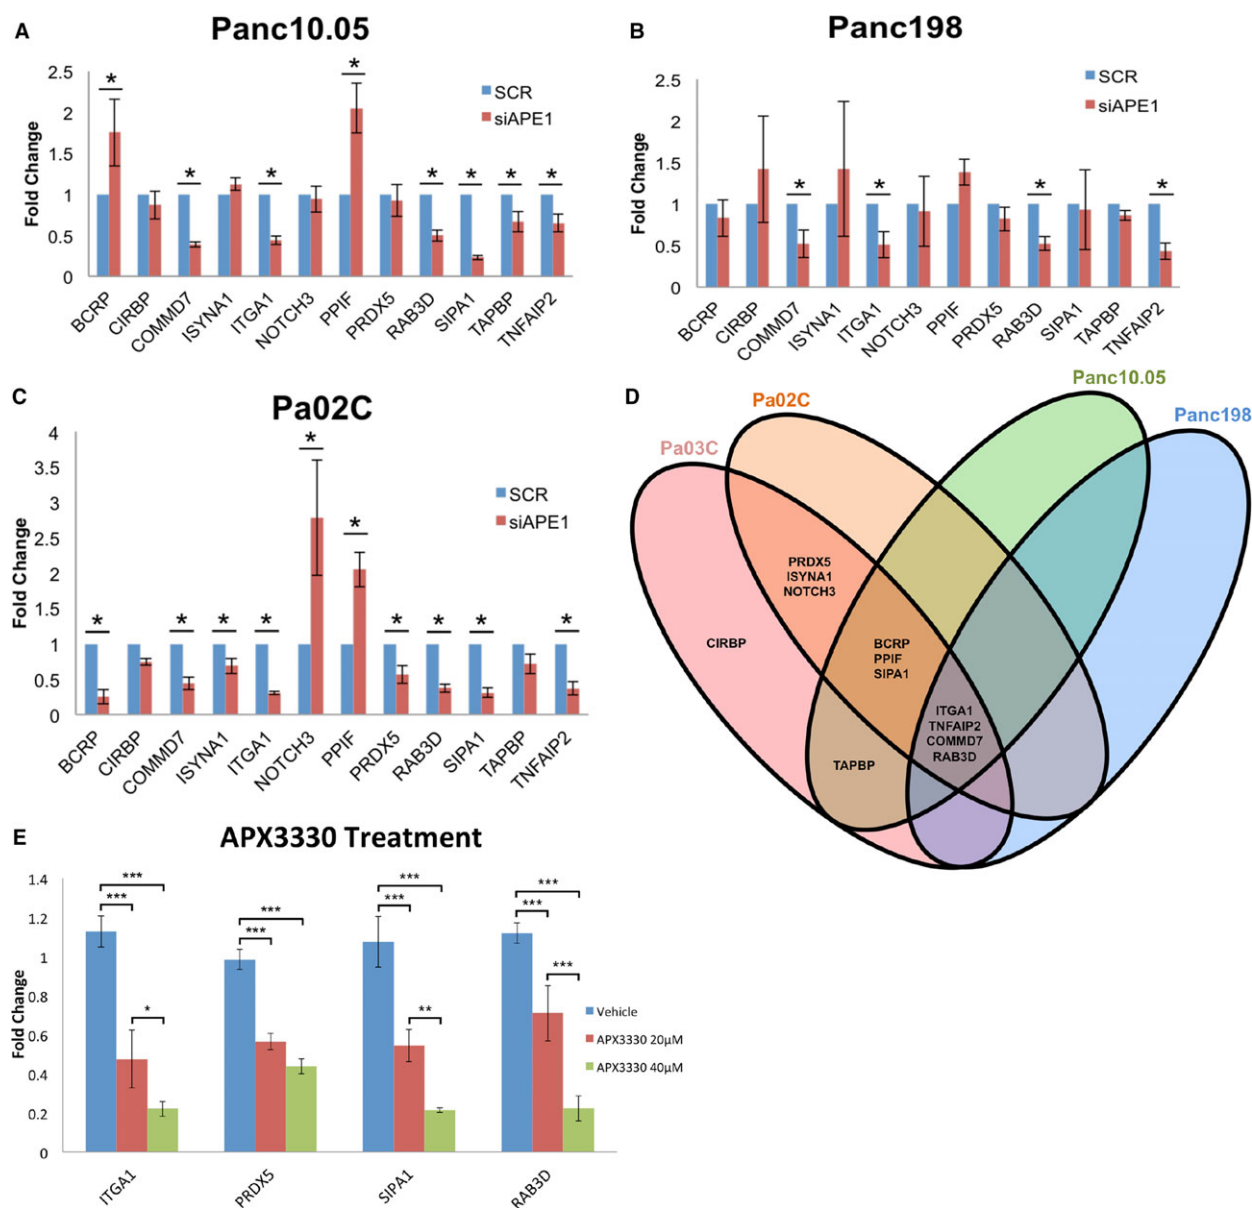 A
Panc10.05
Fold Change
2.5
2
1.5
1
0.5
0
* * * * * * * *
SCR
siAPE1
BCRP
CIRBP
COMMD7
ISYNA1
ITGA1
NOTCH3
PPIF
PRDX5
RAB3D
SIPA1
TAPBP
TNFAIP2
B
Panc198
Fold Change
2.5
2
1.5
1
0.5
0
* * * *
SCR
siAPE1
BCRP
CIRBP
COMMD7
ISYNA1
ITGA1
NOTCH3
PPIF
PRDX5
RAB3D
SIPA1
TAPBP
TNFAIP2
C
Pa02C
Fold Change
4
3.5
3
2.5
2
1.5
1
0.5
0
* * * * * * * * * *
SCR
siAPE1
BCRP
CIRBP
COMMD7
ISYNA1
ITGA1
NOTCH3
PPIF
PRDX5
RAB3D
SIPA1
TAPBP
TNFAIP2
D
Pa03C
Pa02C
Panc10.05
Panc198
PRDX5
ISYNA1
NOTCH3
CIRBP
BCRP
PPIF
SIPA1
ITGA1
TNFAIP2
COMMD7
RAB3D
TAPBP
E
APX3330 Treatment
Fold Change
1.4
1.2
1
0.8
0.6
0.4
0.2
0
***
***
*
***
***
***
***
**
***
***
***
Vehicle
APX3330 20µM
APX3330 40µM
ITGA1
PRDX5
SIPA1
RAB3D